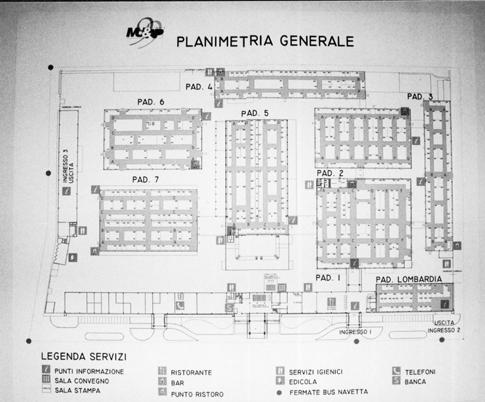 PLANIMETRIA GENERALE
PAD. 4
PAD. 3
PAD. 6
PAD. 5
PAD. 2
PAD. 7
INGRESSO 3
USCITA
PAD. 1
PAD. LOMBARDIA
INGRESSO 1
USCITA
INGRESSO 2
LEGENDA SERVIZI
PUNTI INFORMAZIONE
SALA CONVEGNO
SALA STAMPA
RISTORANTE
BAR
PUNTO RISTORO
SERVIZI IGIENICI
EDICOLA
FERMATE BUS NAVETTA
TELEFONI
BANCA